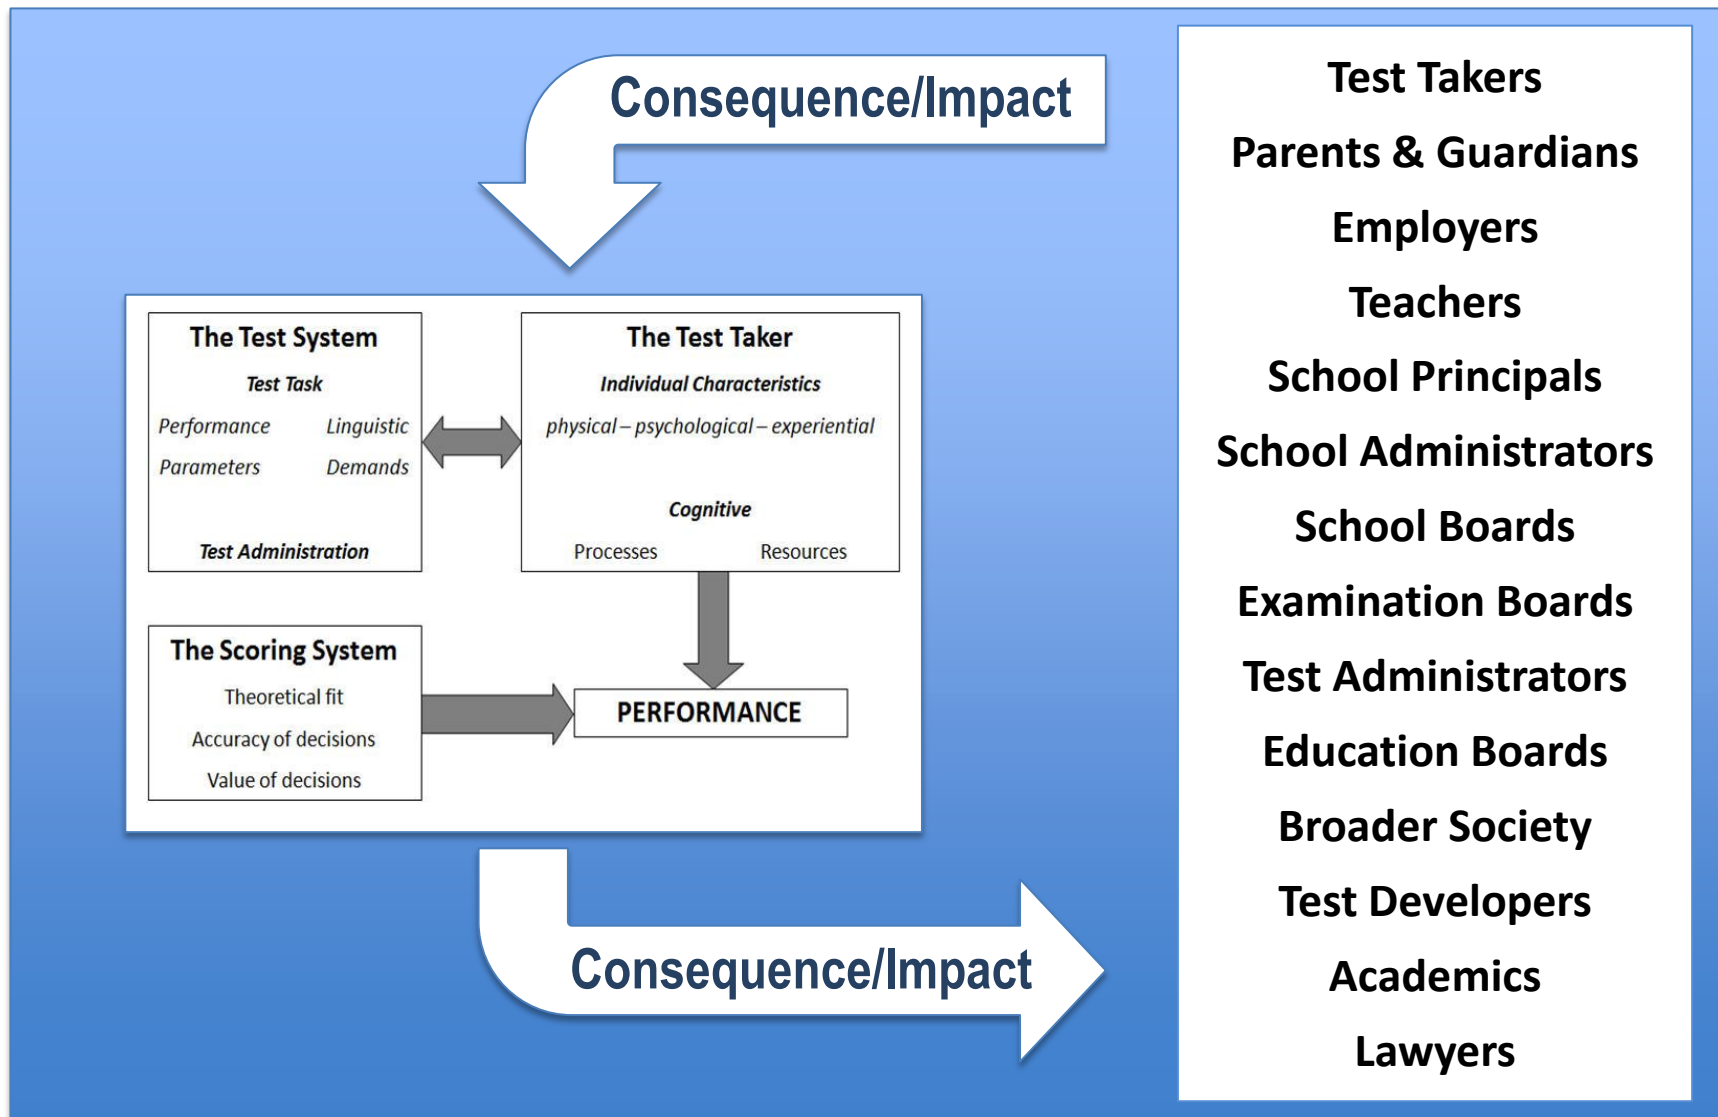 Consequence/Impact
The Test System
Test Task
Performance Linguistic
Parameters Demands
Test Administration
The Test Taker
Individual Characteristics
physical – psychological – experiential
Cognitive
Processes Resources
The Scoring System
Theoretical fit
Accuracy of decisions
Value of decisions
PERFORMANCE
Consequence/Impact
Test Takers
Parents & Guardians
Employers
Teachers
School Principals
School Administrators
School Boards
Examination Boards
Test Administrators
Education Boards
Broader Society
Test Developers
Academics
Lawyers